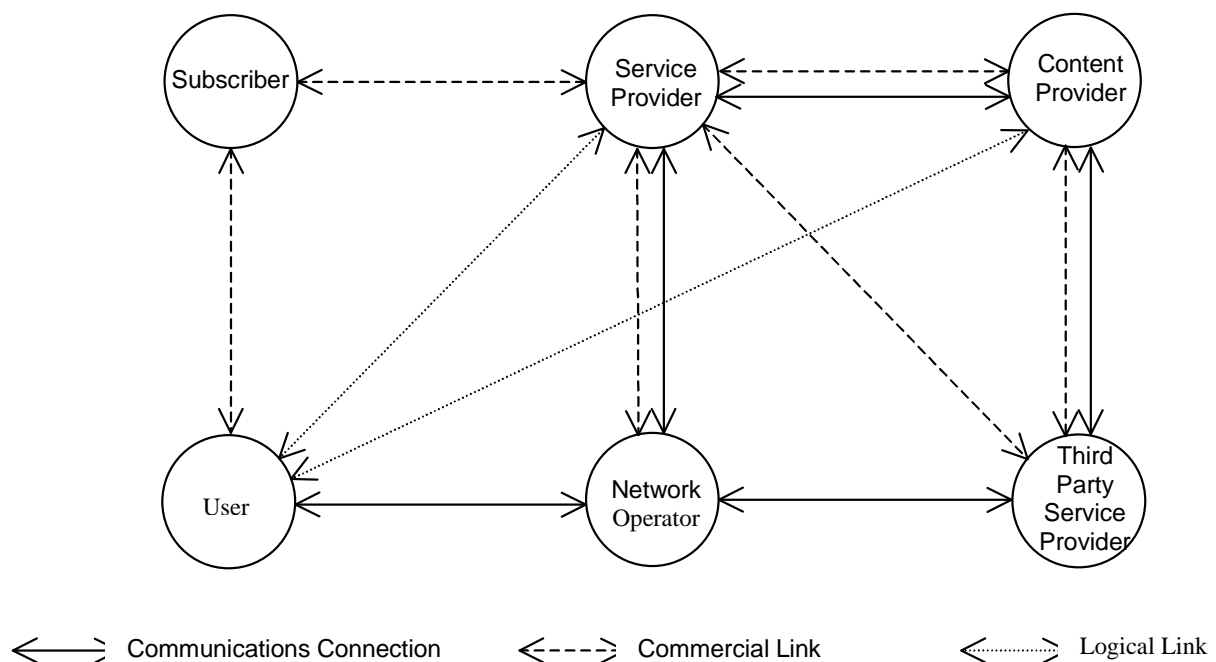 Subscriber
Service
Provider
Content
Provider
User
Network
Operator
Third
Party
Service
Provider
Communications Connection
Commercial Link
Logical Link